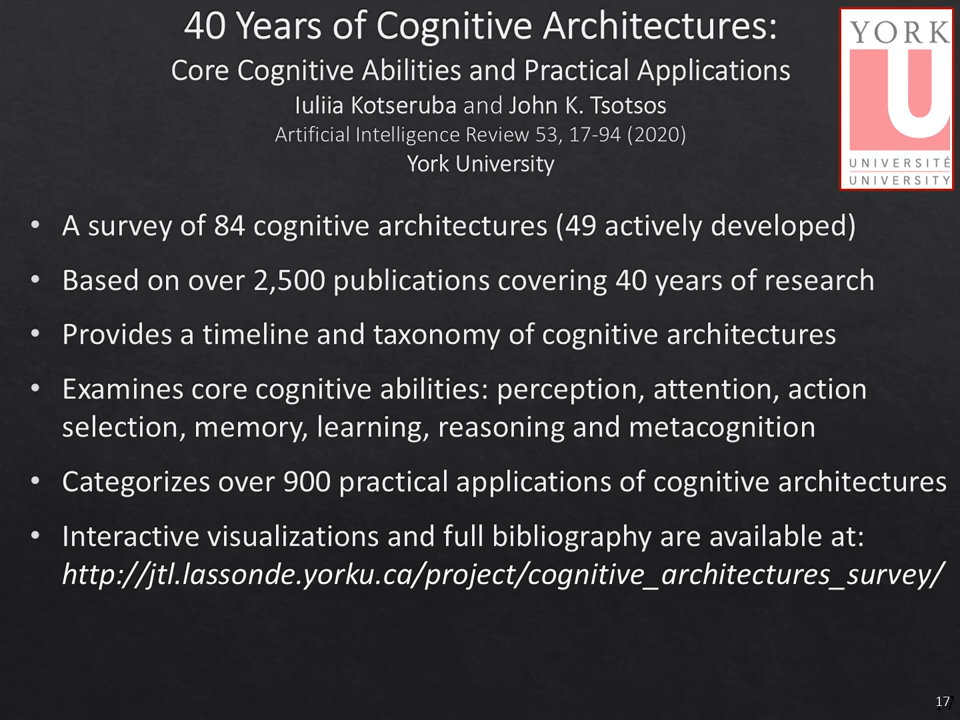 40 Years of Cognitive Architectures:
Core Cognitive Abilities and Practical Applications
Iuliia Kotseruba and John K. Tsotsos
Artificial Intelligence Review 53, 17-94 (2020)
York University
YORK
U
UNIVERSITÉ
UNIVERSITY
• A survey of 84 cognitive architectures (49 actively developed)
• Based on over 2,500 publications covering 40 years of research
• Provides a timeline and taxonomy of cognitive architectures
• Examines core cognitive abilities: perception, attention, action
selection, memory, learning, reasoning and metacognition
• Categorizes over 900 practical applications of cognitive architectures
• Interactive visualizations and full bibliography are available at:
http://jtl.lassonde.yorku.ca/project/cognitive_architectures_survey/
17